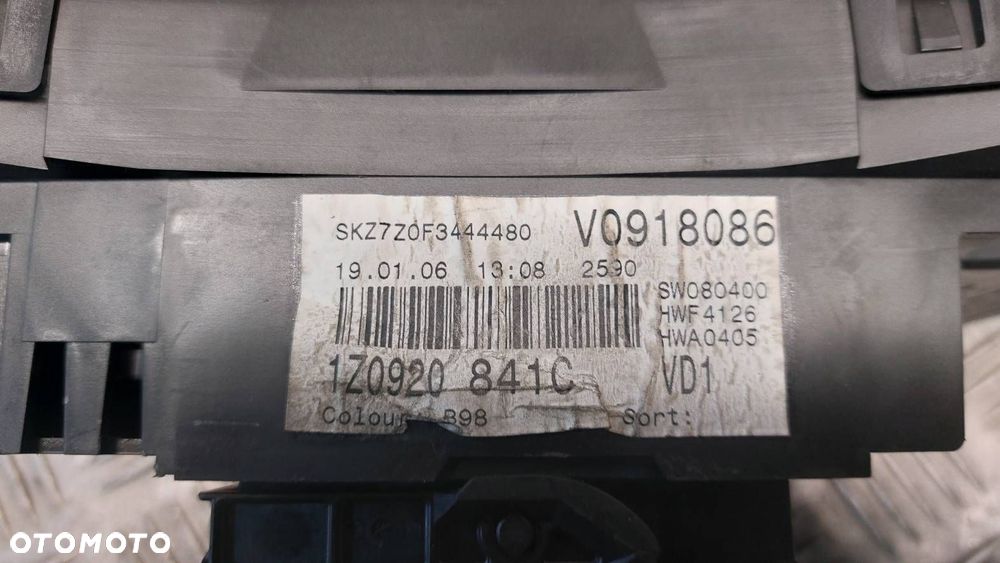 SKZ7Z0F3444480 V0918086
19.01.06 13:08 2590
SW080400
HWF4126
HWA0405
1Z0920 841C VD1
Colour: B98 Sort:
OTOMOTO